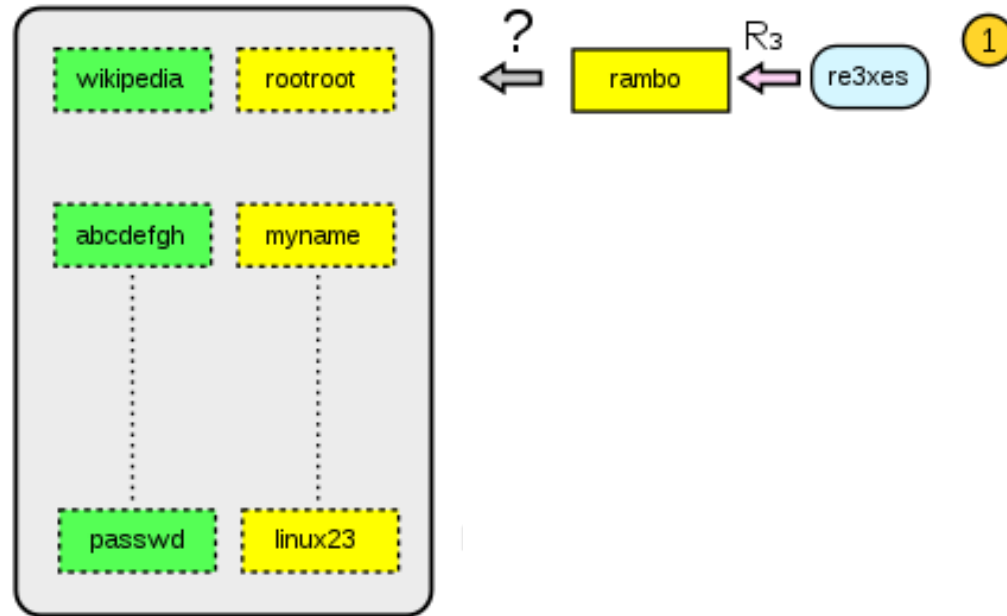 ? R3 1
wikipedia rootroot rambo re3xes
abcdefgh myname
passwd linux23